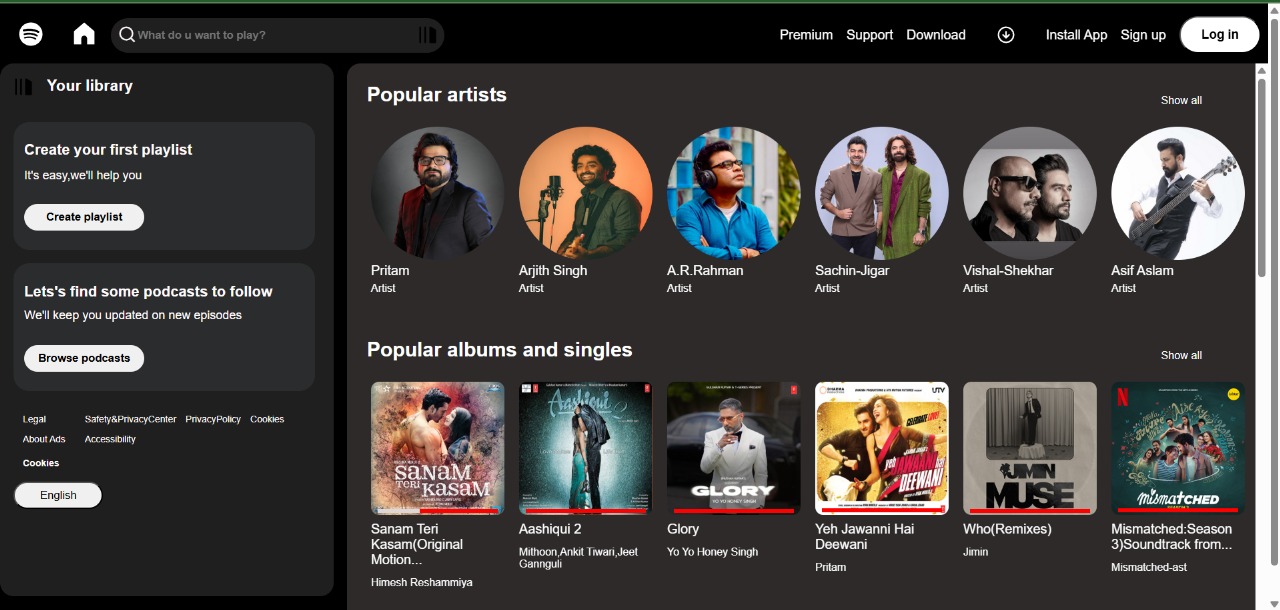 What do u want to play?
Premium Support Download Install App Sign up Log in
Your library
Create your first playlist
It's easy,we'll help you
Create playlist
Lets's find some podcasts to follow
We'll keep you updated on new episodes
Browse podcasts
Legal Safety&PrivacyCenter PrivacyPolicy Cookies
About Ads Accessibility
Cookies
English
Popular artists
Show all
Pritam
Artist
Arjith Singh
Artist
A.R.Rahman
Artist
Sachin-Jigar
Artist
Vishal-Shekhar
Artist
Asif Aslam
Artist
Popular albums and singles
Show all
SANAM
TERI KASAM
Sanam Teri
Kasam(Original
Motion...
Himesh Reshammiya
Aashiqui
Aashiqui 2
Mithoon,Ankit Tiwari,Jeet
Gannguli
GLORY
YO YO HONEY SINGH
Glory
Yo Yo Honey Singh
UTV
CELEBRATE LOVE!
yeh
JAWAANI HAI
DEEWANI
Yeh Jawanni Hai
Deewani
Pritam
JIMIN
MUSE
Who(Remixes)
Jimin
N
mismatched
SEASON 3
Mismatched:Season
3)Soundtrack from...
Mismatched-ast